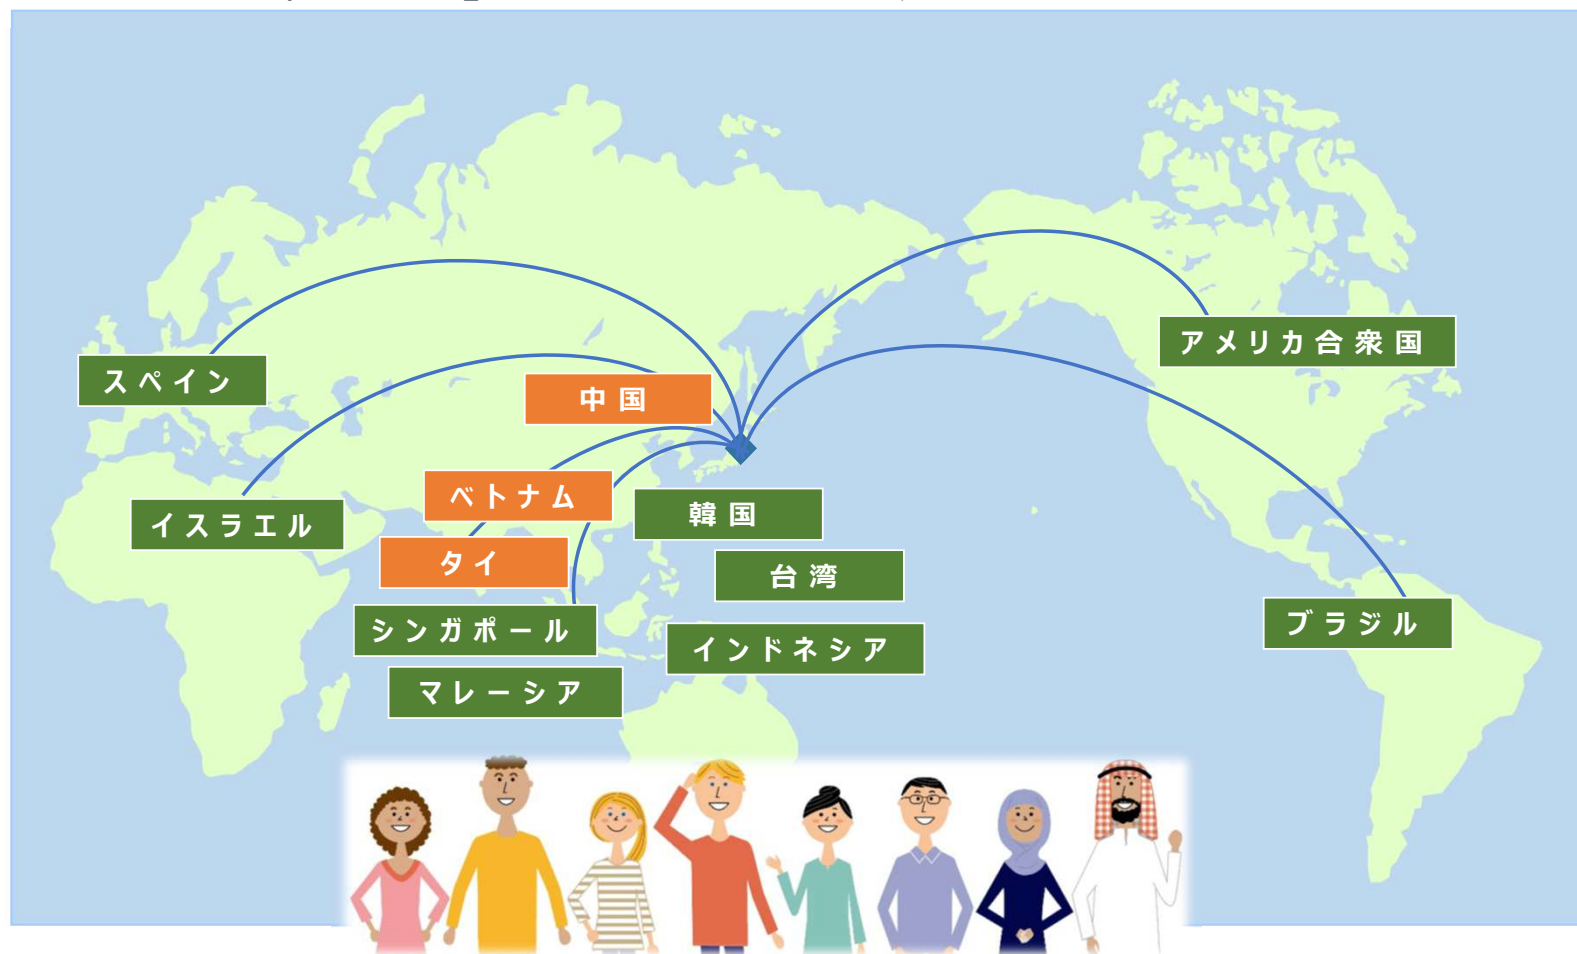 アメリカ合衆国
スペイン
中国
ベトナム
韓国
イスラエル
タイ
台湾
シンガポール
インドネシア
ブラジル
マレーシア